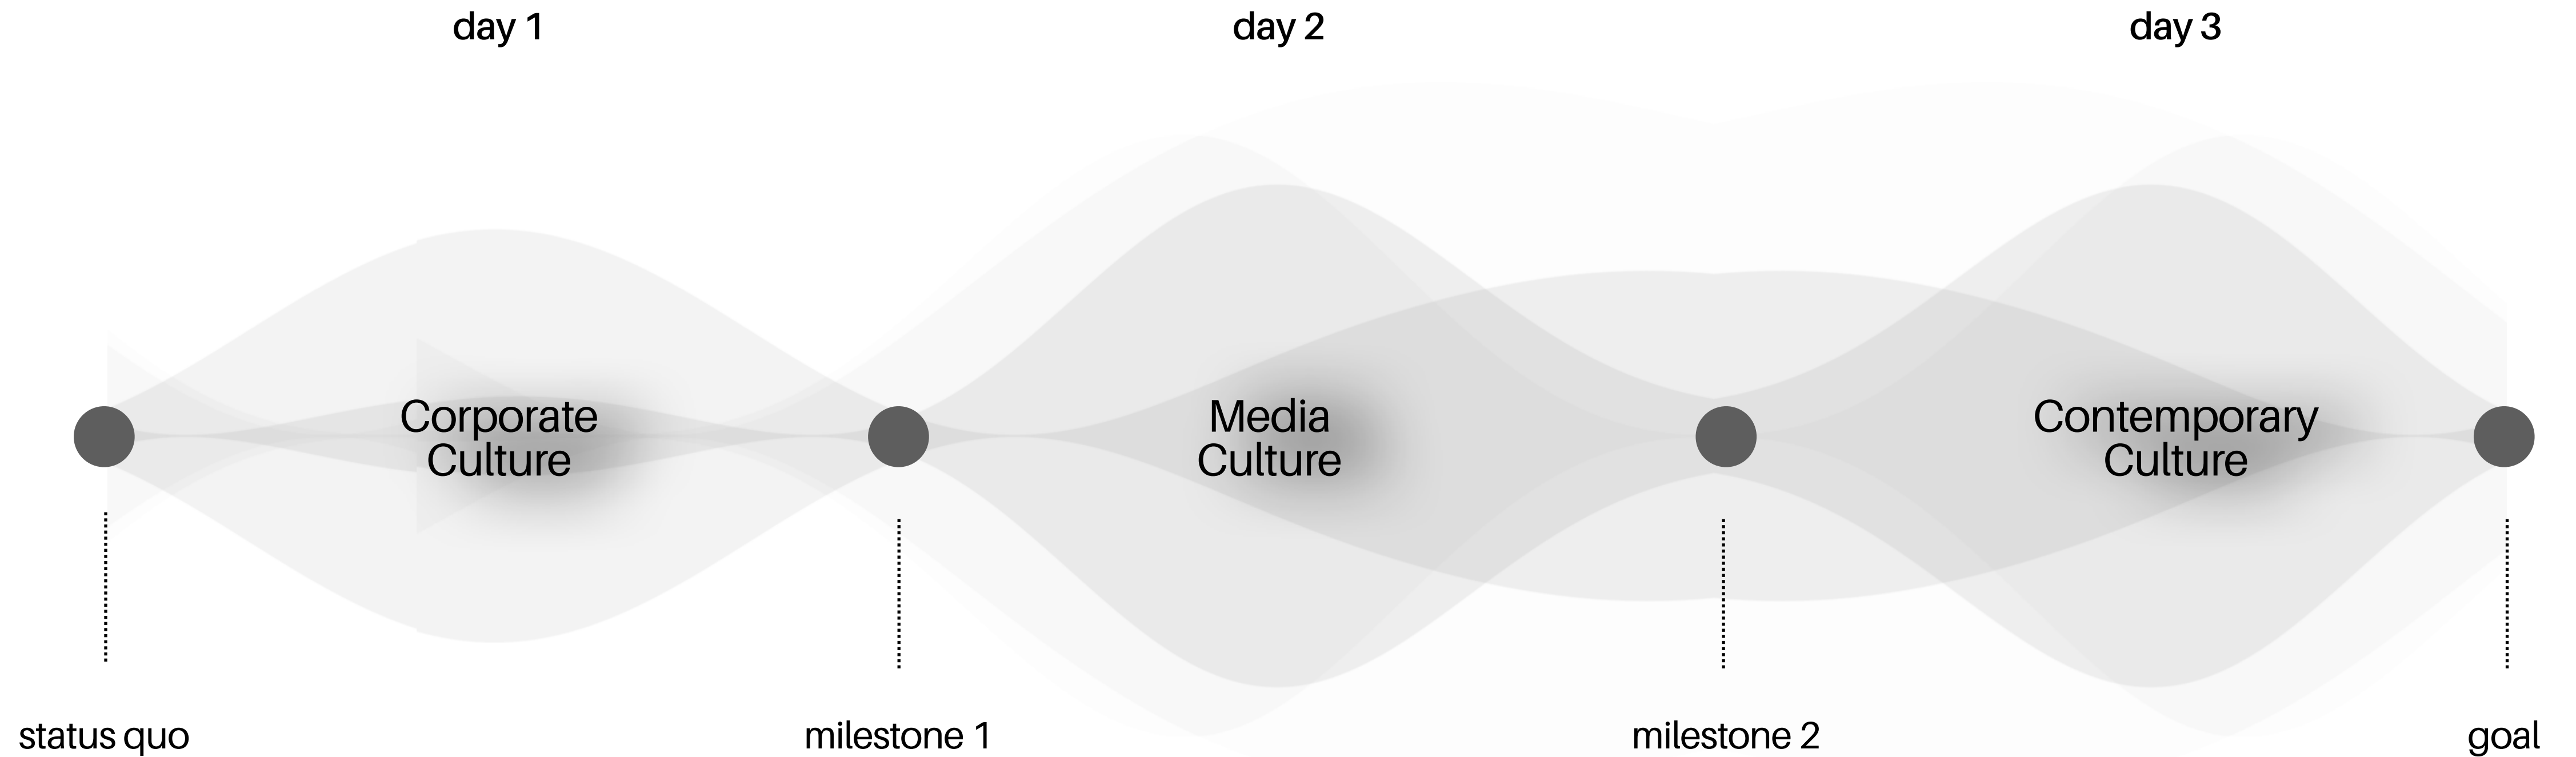 day 1
day 2
day 3
Corporate
Culture
Media
Culture
Contemporary
Culture
status quo
milestone 1
milestone 2
goal